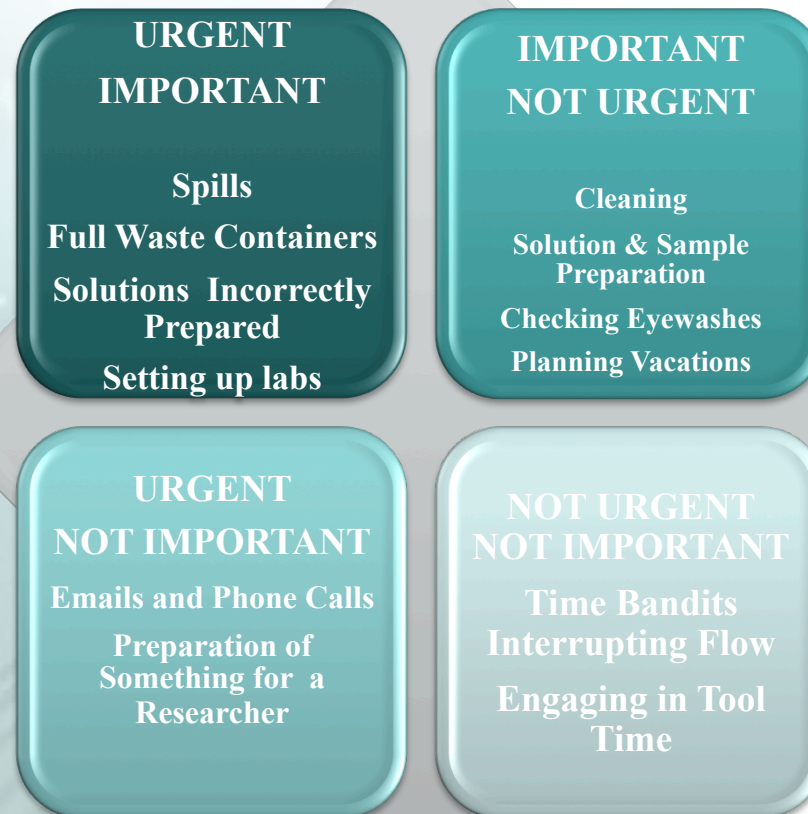 URGENT
IMPORTANT
Spills
Full Waste Containers
Solutions Incorrectly
Prepared
Setting up labs
IMPORTANT
NOT URGENT
Cleaning
Solution & Sample
Preparation
Checking Eyewashes
Planning Vacations
URGENT
NOT IMPORTANT
Emails and Phone Calls
Preparation of
Something for a
Researcher
NOT URGENT
NOT IMPORTANT
Time Bandits
Interrupting Flow
Engaging in Tool
Time